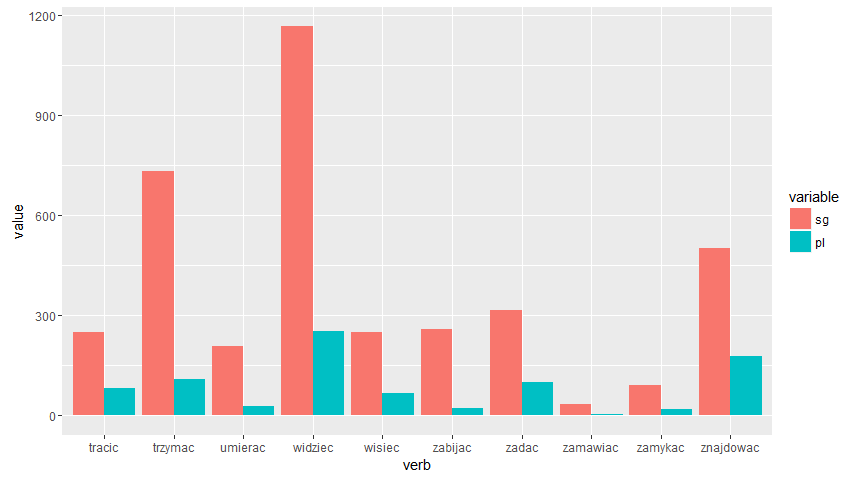 1200
900
600
300
0
value
tracic trzymac umierac widziec wisiec zabijac zadac zamawiac zamykac znajdowac
verb
variable
sg
pl